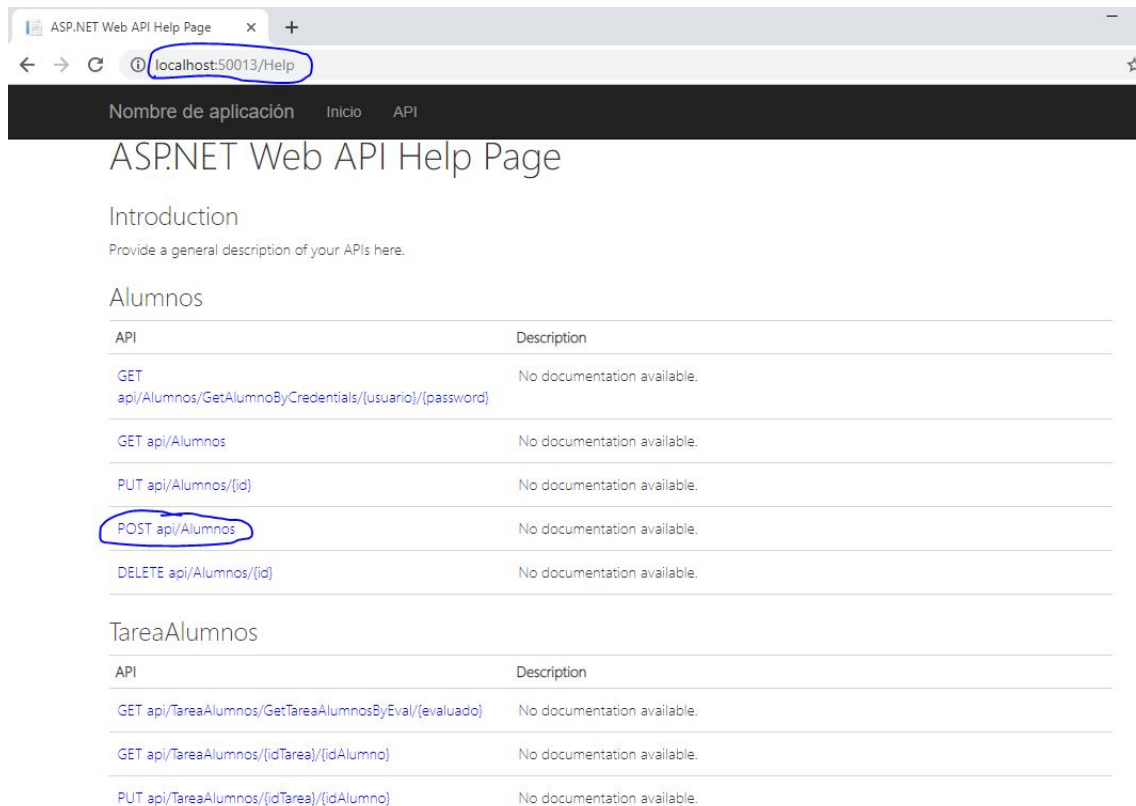 ASP.NET Web API Help Page
localhost:50013/Help
Nombre de aplicación Inicio API
ASP.NET Web API Help Page
Introduction
Provide a general description of your APIs here.
Alumnos
API Description
GET No documentation available.
api/Alumnos/GetAlumnoByCredentials/{usuario}/{password}
GET api/Alumnos No documentation available.
PUT api/Alumnos/{id} No documentation available.
POST api/Alumnos No documentation available.
DELETE api/Alumnos/{id} No documentation available.
TareaAlumnos
API Description
GET api/TareaAlumnos/GetTareaAlumnosByEval/{evaluado} No documentation available.
GET api/TareaAlumnos/{idTarea}/{idAlumno} No documentation available.
PUT api/TareaAlumnos/{idTarea}/{idAlumno} No documentation available.